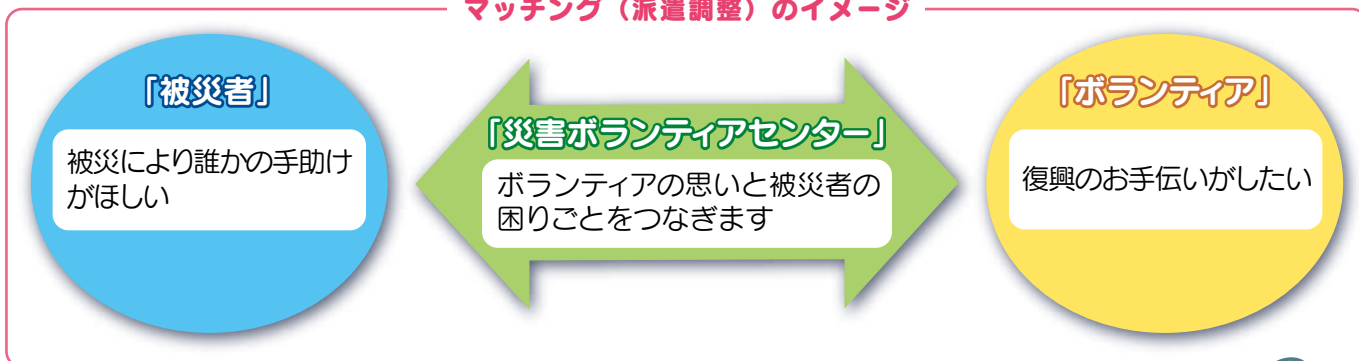 マッチング（派遣調整）のイメージ
「被災者」
被災により誰かの手助け
がほしい
「災害ボランティアセンター」
ボランティアの思いと被災者の
困りごとをつなぎます
「ボランティア」
復興のお手伝いがしたい